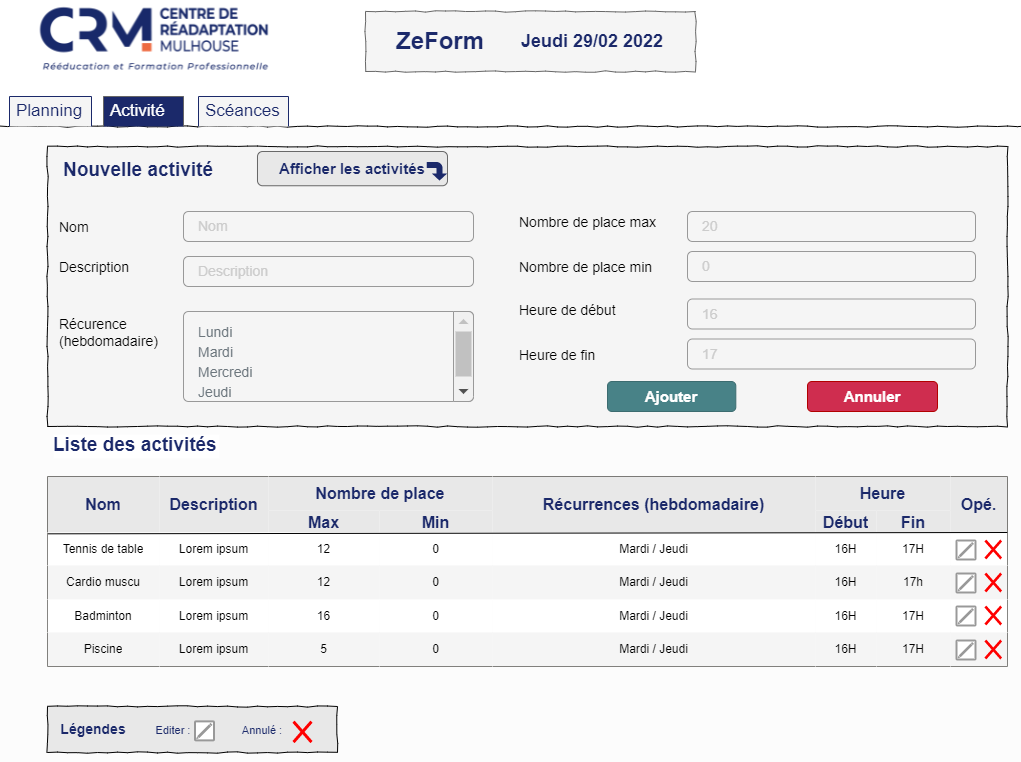 CRM CENTRE DE
RÉADAPTATION
MULHOUSE
Rééducation et Formation Professionnelle
ZeForm Jeudi 29/02 2022
Planning Activité Scéances
Nouvelle activité Afficher les activités
Nom Nom
Description Description
Récurence
(hebdomadaire)
Lundi
Mardi
Mercredi
Jeudi
Nombre de place max 20
Nombre de place min 0
Heure de début 16
Heure de fin 17
Ajouter Annuler
Liste des activités
Nom Description Nombre de place Récurrences (hebdomadaire) Heure Opé.
Max Min Début Fin
Tennis de table Lorem ipsum 12 0 Mardi / Jeudi 16H 17H
Cardio muscu Lorem ipsum 12 0 Mardi / Jeudi 16H 17h
Badminton Lorem ipsum 16 0 Mardi / Jeudi 16H 17H
Piscine Lorem ipsum 5 0 Mardi / Jeudi 16H 17H
Légendes Editer : Annulé :